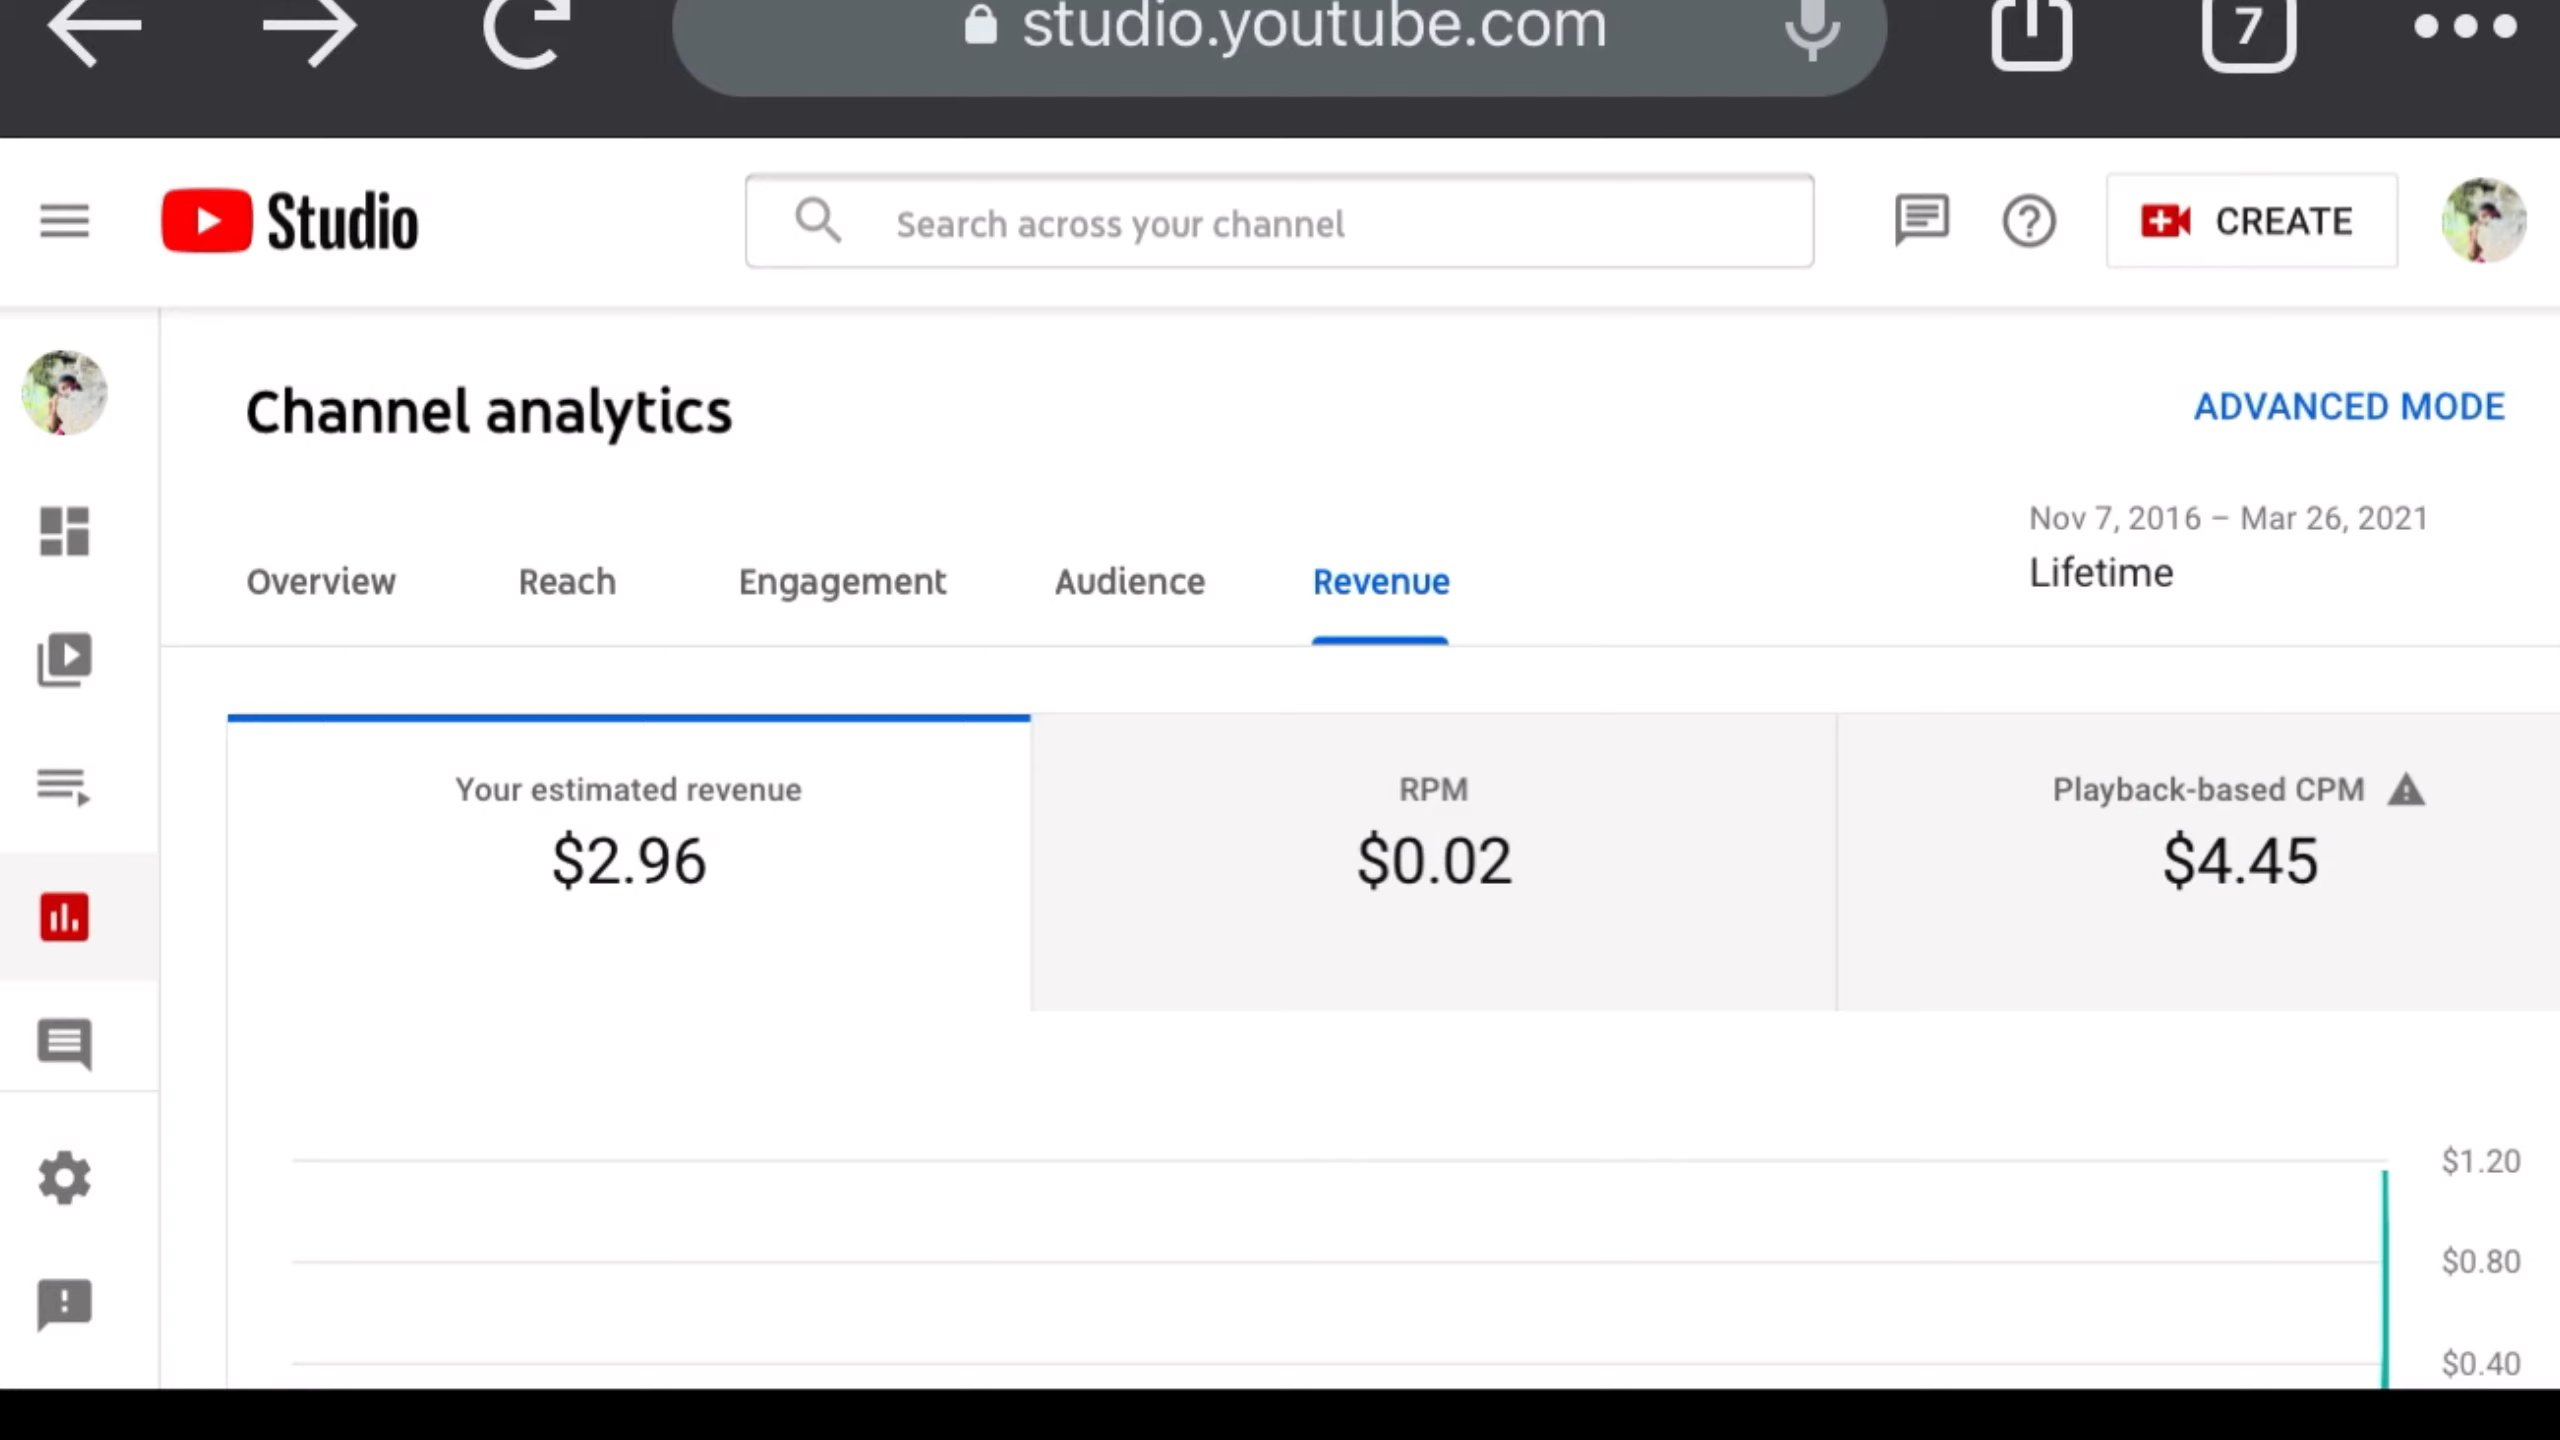 studio.youtube.com
7
Studio
Search across your channel
CREATE
Channel analytics
ADVANCED MODE
Nov 7, 2016 – Mar 26, 2021
Lifetime
Overview
Reach
Engagement
Audience
Revenue
Your estimated revenue
$2.96
RPM
$0.02
Playback-based CPM
$4.45
$1.20
$0.80
$0.40